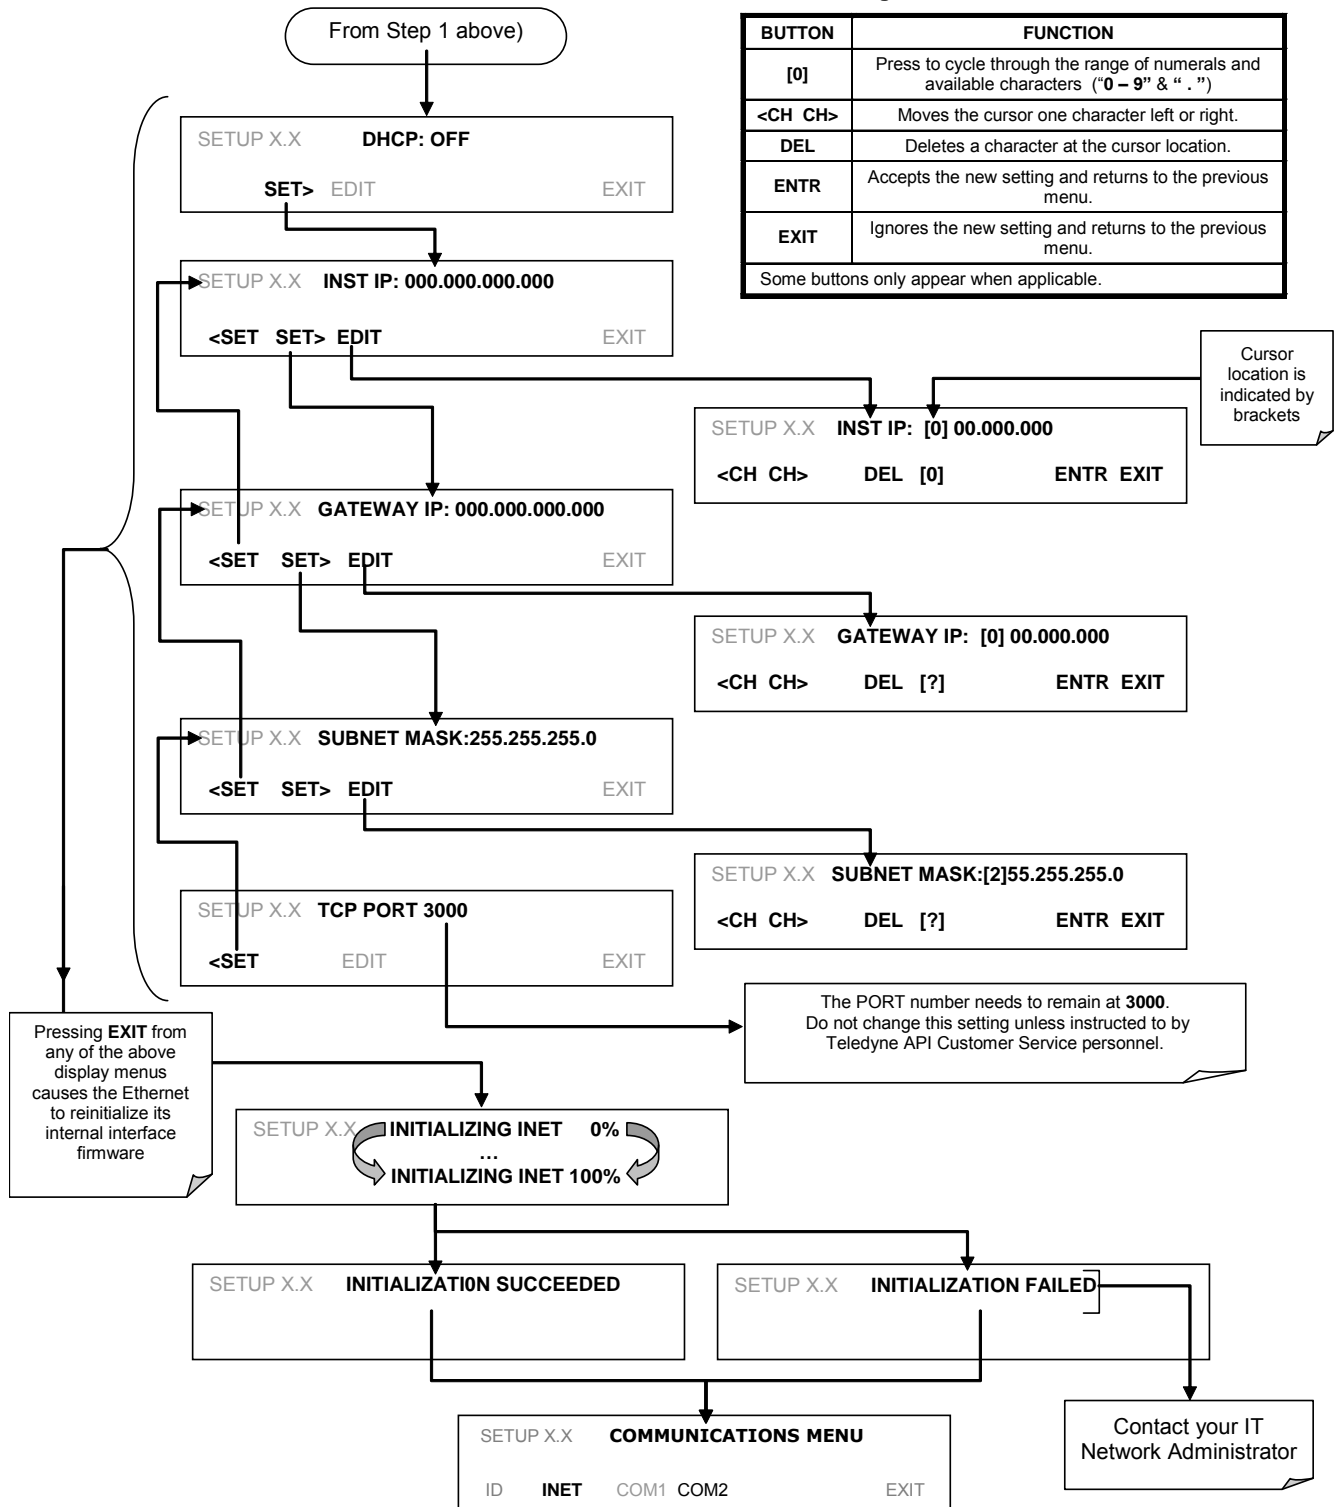 From Step 1 above)
BUTTON FUNCTION
[0] Press to cycle through the range of numerals and
available characters (“0 – 9” & “ . ”)
<CH CH> Moves the cursor one character left or right.
DEL Deletes a character at the cursor location.
ENTR Accepts the new setting and returns to the previous
menu.
EXIT Ignores the new setting and returns to the previous
menu.
Some buttons only appear when applicable.
SETUP X.X DHCP: OFF
SET> EDIT EXIT
SETUP X.X INST IP: 000.000.000.000
<SET SET> EDIT EXIT
Cursor
location is
indicated by
brackets
SETUP X.X INST IP: [0] 00.000.000
<CH CH> DEL [0] ENTR EXIT
SETUP X.X GATEWAY IP: 000.000.000.000
<SET SET> EDIT EXIT
SETUP X.X GATEWAY IP: [0] 00.000.000
<CH CH> DEL [?] ENTR EXIT
SETUP X.X SUBNET MASK:255.255.255.0
<SET SET> EDIT EXIT
SETUP X.X SUBNET MASK:[2]55.255.255.0
<CH CH> DEL [?] ENTR EXIT
SETUP X.X TCP PORT 3000
<SET EDIT EXIT
The PORT number needs to remain at 3000.
Do not change this setting unless instructed to by
Teledyne API Customer Service personnel.
Pressing EXIT from
any of the above
display menus
causes the Ethernet
to reinitialize its
internal interface
firmware
SETUP X.X INITIALIZING INET 0%
…
INITIALIZING INET 100%
SETUP X.X INITIALIZATI0N SUCCEEDED
SETUP X.X INITIALIZATION FAILED
Contact your IT
Network Administrator
SETUP X.X COMMUNICATIONS MENU
ID INET COM1 COM2 EXIT